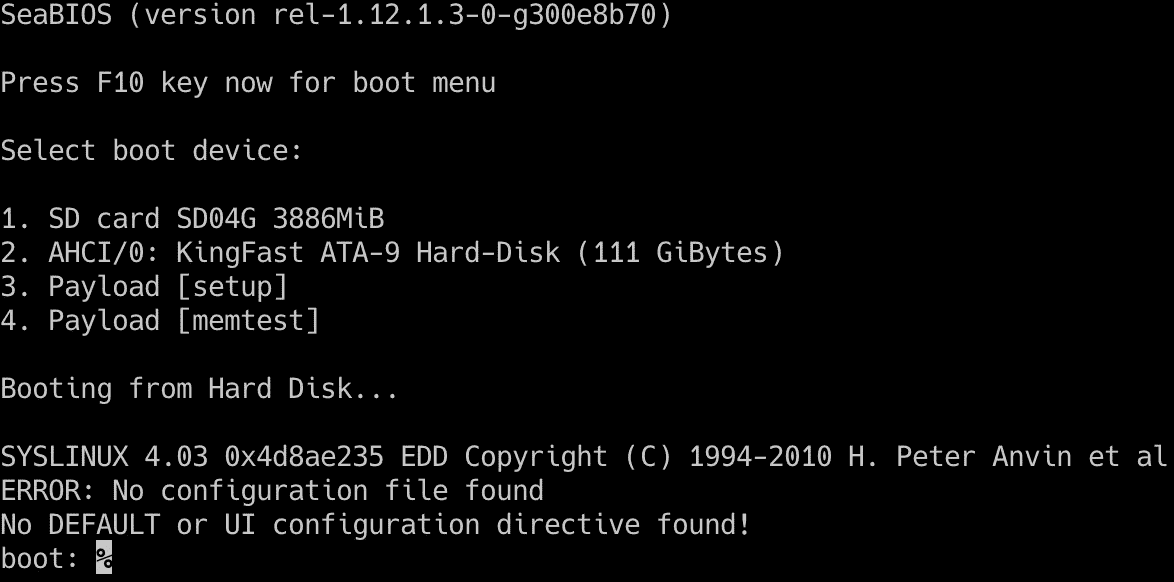 SeaBIOS (version rel-1.12.1.3-0-g300e8b70)
Press F10 key now for boot menu
Select boot device:
1. SD card SD04G 3886MiB
2. AHCI/0: KingFast ATA-9 Hard-Disk (111 GiBytes)
3. Payload [setup]
4. Payload [memtest]
Booting from Hard Disk...
SYSLINUX 4.03 0x4d8ae235 EDD Copyright (C) 1994-2010 H. Peter Anvin et al
ERROR: No configuration file found
No DEFAULT or UI configuration directive found!
boot: %